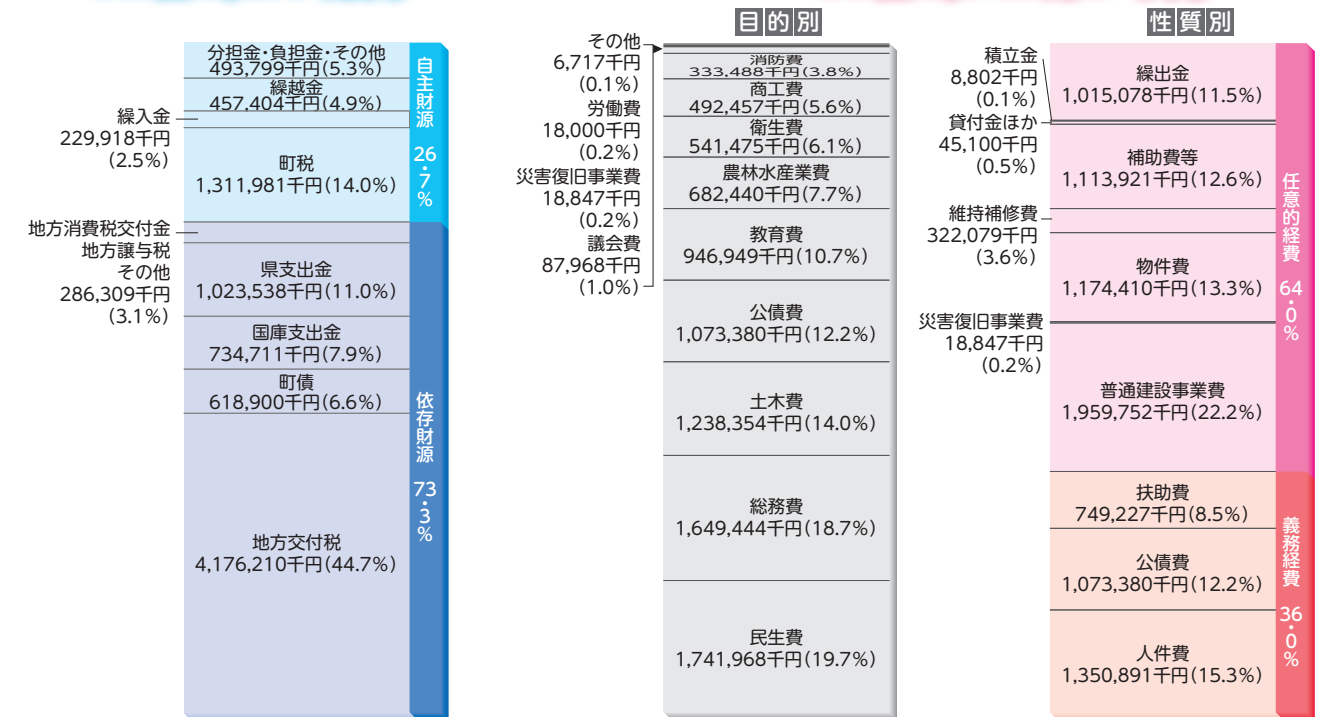 分担金・負担金・その他
493,799千円(5.3%)
繰越金
457,404千円(4.9%)
繰入金
229,918千円
(2.5%)
町税
1,311,981千円(14.0%)
自主財源 26・7%
地方消費税交付金
地方譲与税
その他
286,309千円
(3.1%)
県支出金
1,023,538千円(11.0%)
国庫支出金
734,711千円(7.9%)
町債
618,900千円(6.6%)
地方交付税
4,176,210千円(44.7%)
依存財源 73・3%
目的別
その他
6,717千円
(0.1%)
労働費
18,000千円
(0.2%)
災害復旧事業費
18,847千円
(0.2%)
議会費
87,968千円
(1.0%)
消防費
333,488千円(3.8%)
商工費
492,457千円(5.6%)
衛生費
541,475千円(6.1%)
農林水産業費
682,440千円(7.7%)
教育費
946,949千円(10.7%)
公債費
1,073,380千円(12.2%)
土木費
1,238,354千円(14.0%)
総務費
1,649,444千円(18.7%)
民生費
1,741,968千円(19.7%)
性質別
積立金
8,802千円
(0.1%)
貸付金ほか
45,100千円
(0.5%)
維持補修費
322,079千円
(3.6%)
災害復旧事業費
18,847千円
(0.2%)
繰出金
1,015,078千円(11.5%)
補助費等
1,113,921千円(12.6%)
物件費
1,174,410千円(13.3%)
普通建設事業費
1,959,752千円(22.2%)
任意的経費 64・0%
扶助費
749,227千円(8.5%)
公債費
1,073,380千円(12.2%)
人件費
1,350,891千円(15.3%)
義務経費 36・0%